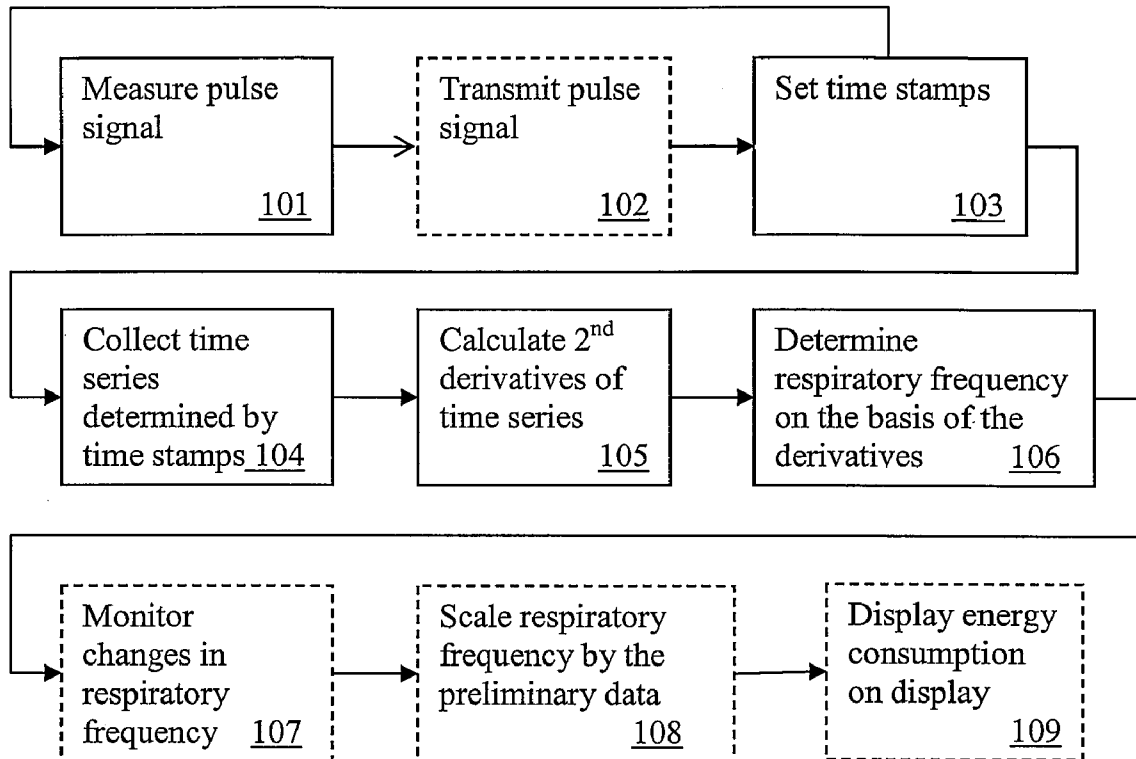 Measure pulse
signal
101
Transmit pulse
signal
102
Set time stamps
103
Collect time
series
determined by
time stamps 104
Calculate 2nd
derivatives of
time series
105
Determine
respiratory frequency
on the basis of the
derivatives 106
Monitor
changes in
respiratory
frequency 107
Scale respiratory
frequency by the
preliminary data
108
Display energy
consumption
on display
109